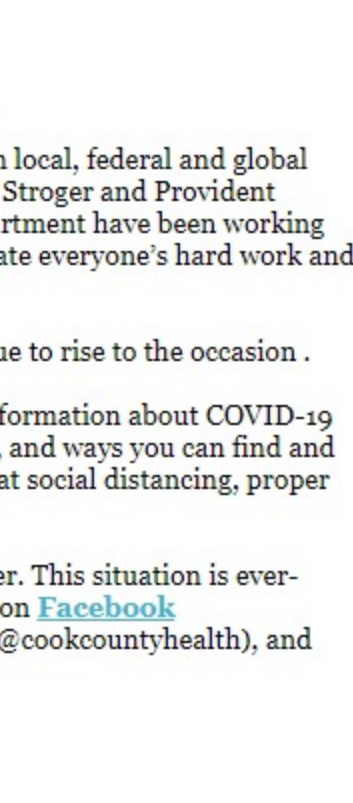 n local, federal and global
Stroger and Provident
rtment have been working
ate everyone's hard work and
ue to rise to the occasion .
formation about COVID-19
, and ways you can find and
at social distancing, proper
er. This situation is ever-
on Facebook
@cookcountyhealth), and